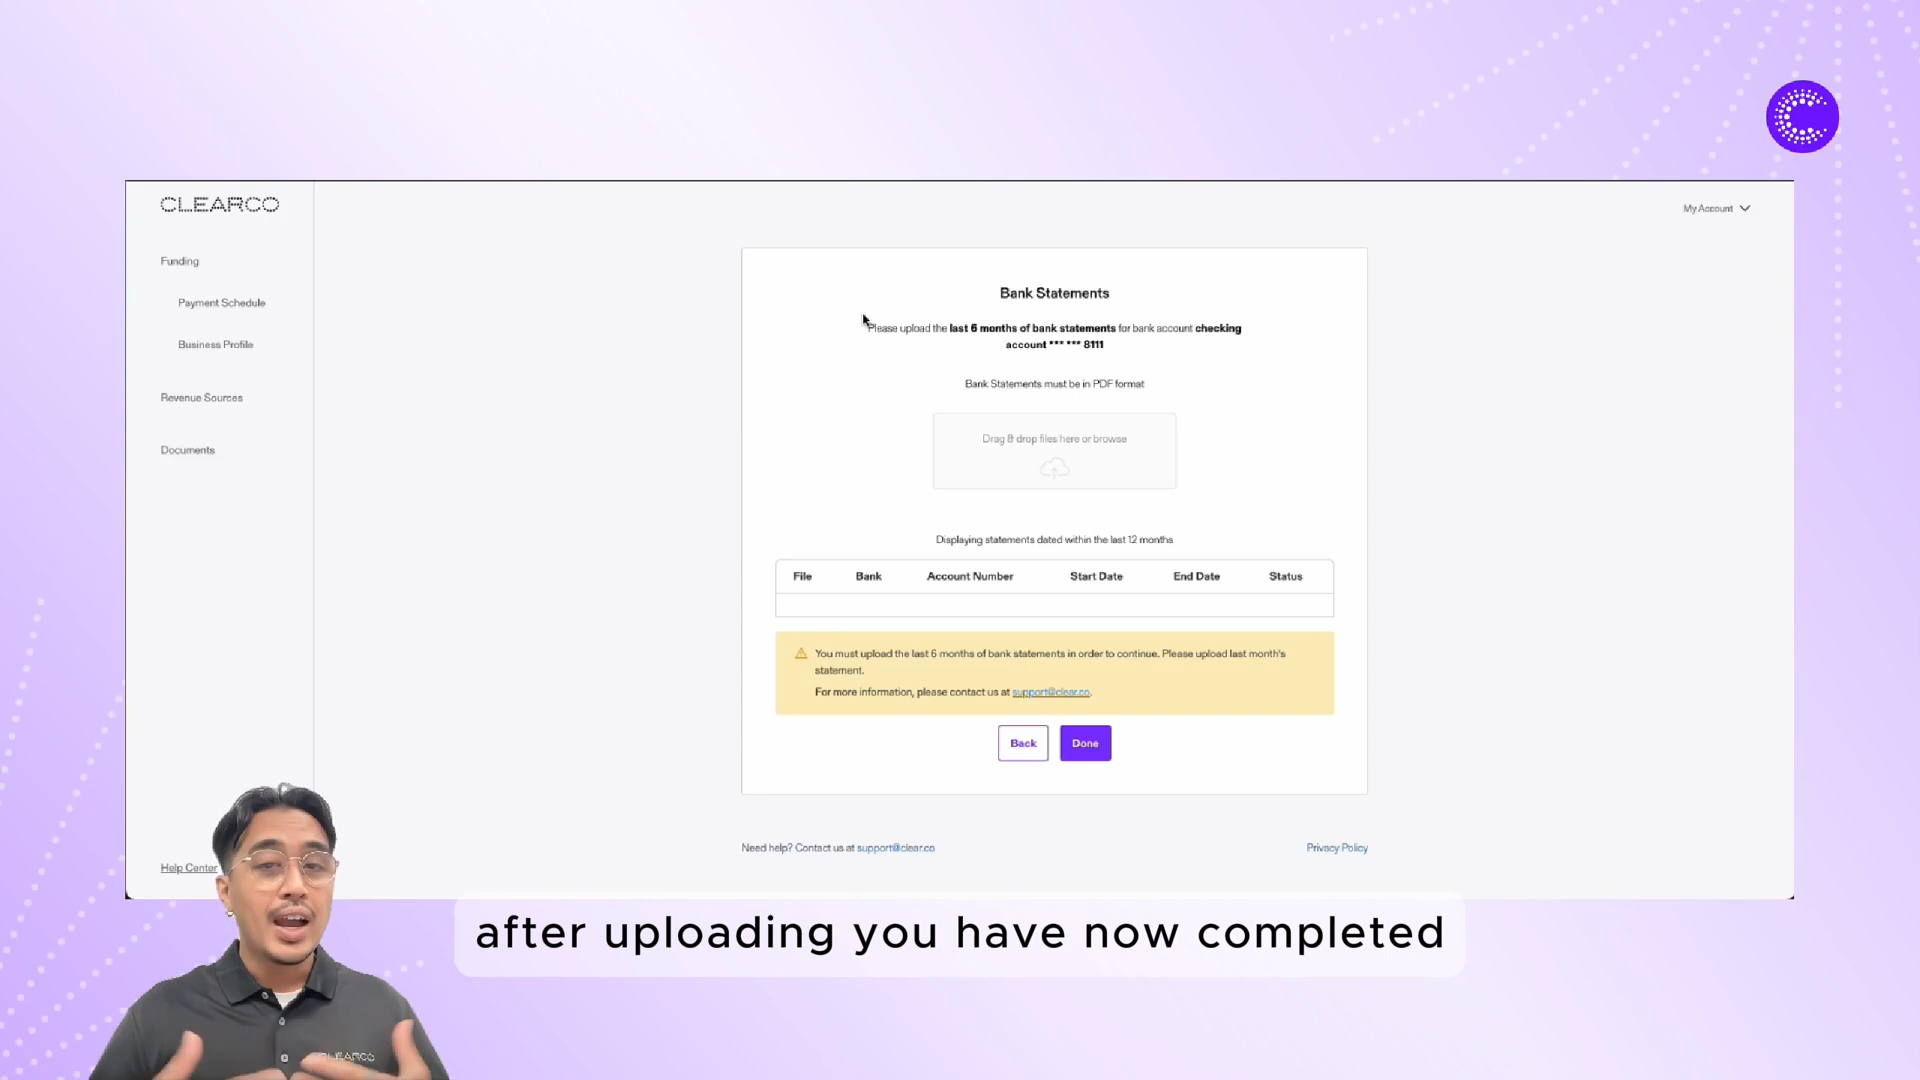 CLEARCO
My Account
Funding
Payment Schedule
Business Profile
Revenue Sources
Documents
Help Center
Bank Statements
Please upload the last 6 months of bank statements for bank account checking
account *** *** 8111
Bank Statements must be in PDF format
Drag & drop files here or browse
Displaying statements dated within the last 12 months
File Bank Account Number Start Date End Date Status
You must upload the last 6 months of bank statements in order to continue. Please upload last month's
statement.
For more information, please contact us at support@clear.co.
Back Done
Need help? Contact us at support@clear.co
Privacy Policy
after uploading you have now completed
CLEARCO